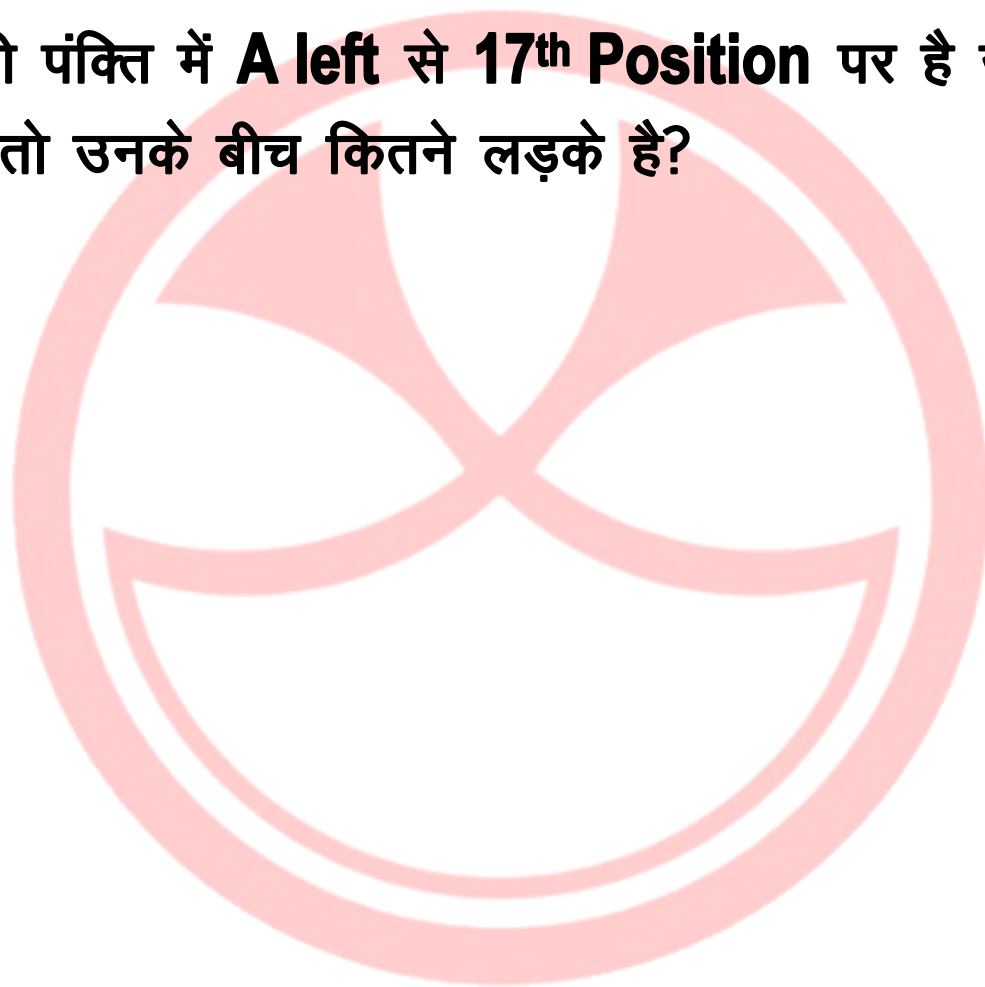 पंक्ति में A left से 17th Position पर है
तो उनके बीच कितने लड़के है?